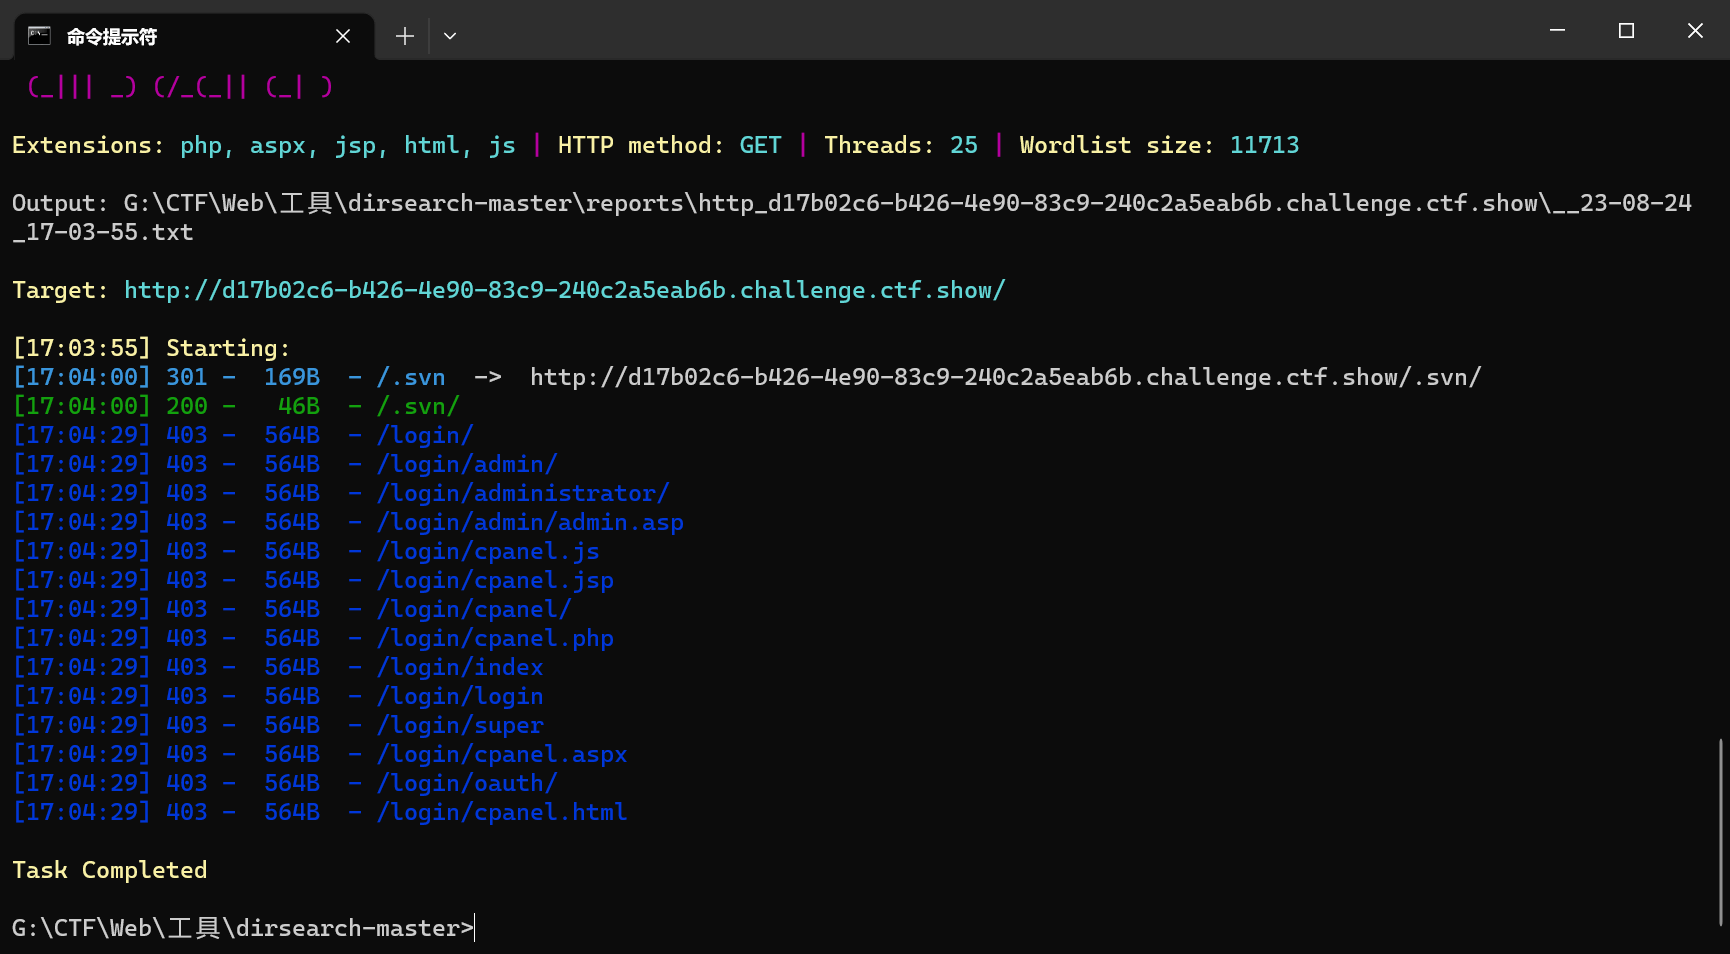 命令提示符
(_||| _) (/_(_|| (_| )
Extensions: php, aspx, jsp, html, js | HTTP method: GET | Threads: 25 | Wordlist size: 11713
Output: G:\CTF\Web\工具\dirsearch-master\reports\http_d17b02c6-b426-4e90-83c9-240c2a5eab6b.challenge.ctf.show\__23-08-24
_17-03-55.txt
Target: http://d17b02c6-b426-4e90-83c9-240c2a5eab6b.challenge.ctf.show/
[17:03:55] Starting:
[17:04:00] 301 -  169B  - /.svn  ->  http://d17b02c6-b426-4e90-83c9-240c2a5eab6b.challenge.ctf.show/.svn/
[17:04:00] 200 -   46B  - /.svn/
[17:04:29] 403 -  564B  - /login/
[17:04:29] 403 -  564B  - /login/admin/
[17:04:29] 403 -  564B  - /login/administrator/
[17:04:29] 403 -  564B  - /login/admin/admin.asp
[17:04:29] 403 -  564B  - /login/cpanel.js
[17:04:29] 403 -  564B  - /login/cpanel.jsp
[17:04:29] 403 -  564B  - /login/cpanel/
[17:04:29] 403 -  564B  - /login/cpanel.php
[17:04:29] 403 -  564B  - /login/index
[17:04:29] 403 -  564B  - /login/login
[17:04:29] 403 -  564B  - /login/super
[17:04:29] 403 -  564B  - /login/cpanel.aspx
[17:04:29] 403 -  564B  - /login/oauth/
[17:04:29] 403 -  564B  - /login/cpanel.html
Task Completed
G:\CTF\Web\工具\dirsearch-master>